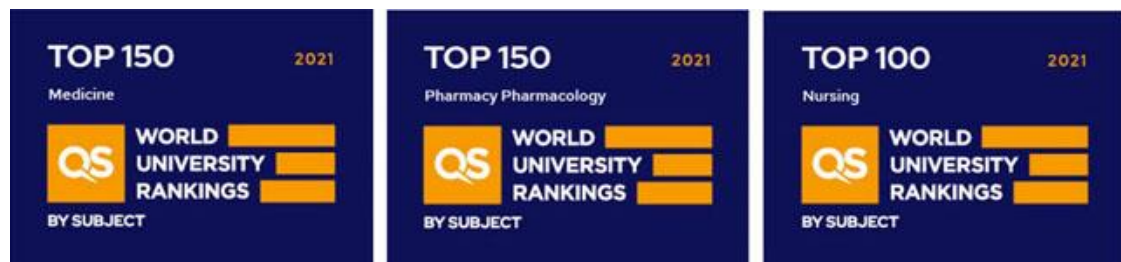 TOP 150 2021
Medicine
QS WORLD UNIVERSITY RANKINGS
BY SUBJECT
TOP 150 2021
Pharmacy Pharmacology
QS WORLD UNIVERSITY RANKINGS
BY SUBJECT
TOP 100 2021
Nursing
QS WORLD UNIVERSITY RANKINGS
BY SUBJECT